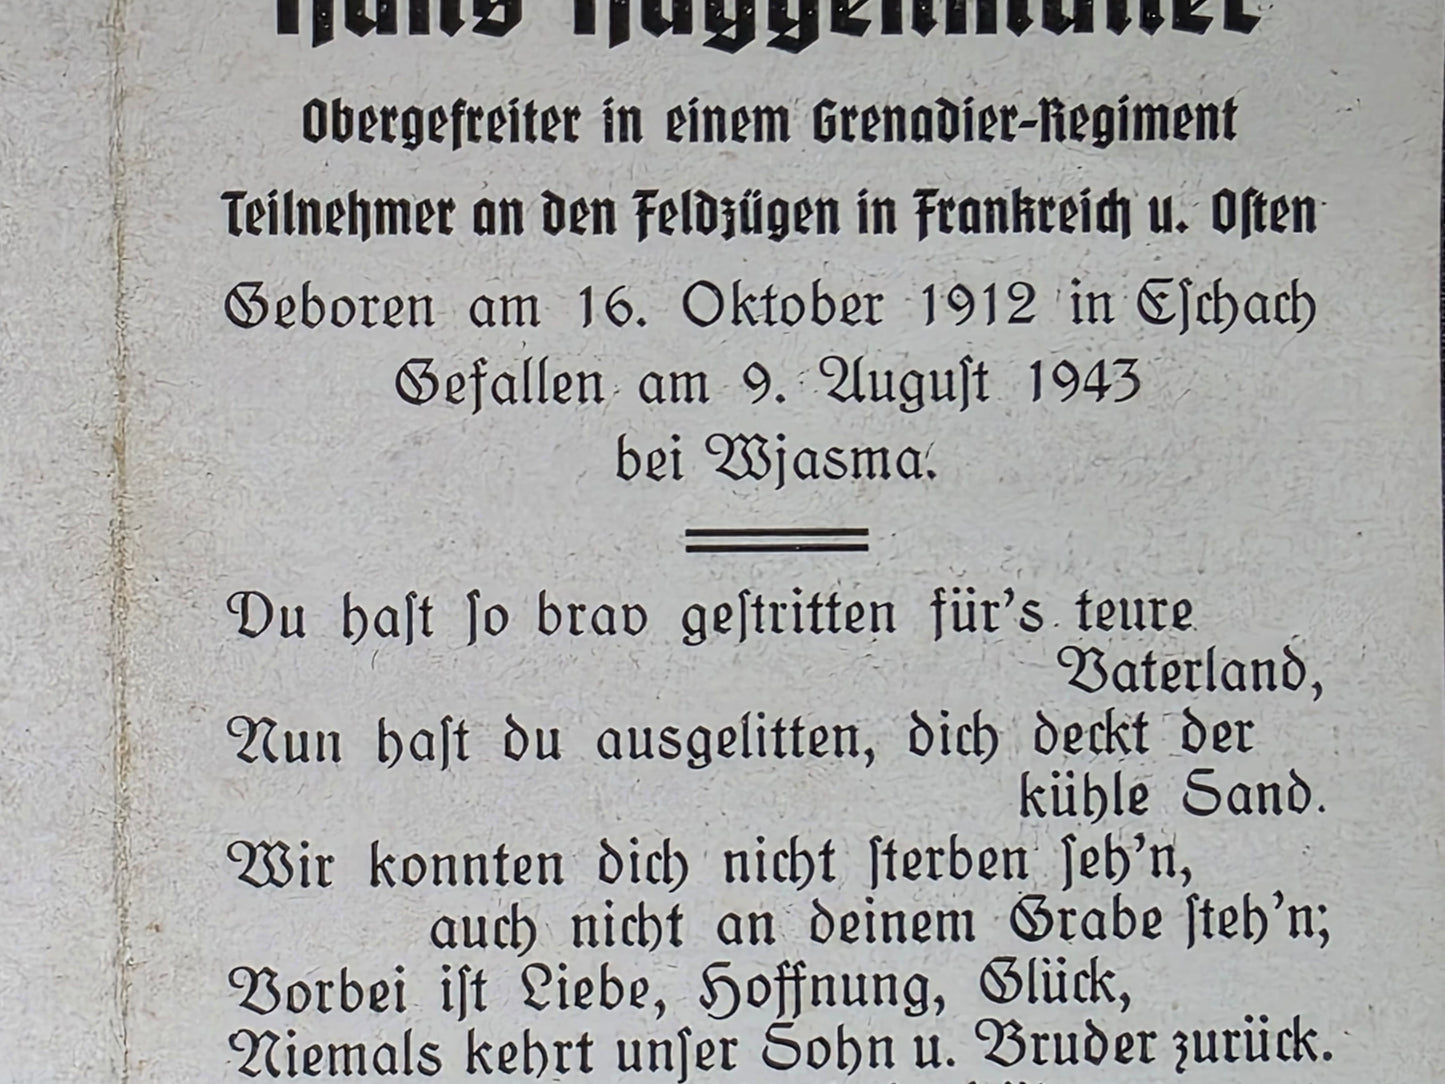 Hans Haggenmüller
Obergefreiter in einem Grenadier-Regiment
Teilnehmer an den Feldzügen in Frankreich u. Oſten
Geboren am 16. Oktober 1912 in Eſchach
Gefallen am 9. Auguſt 1943
bei Wjasma.
Du haſt ſo brav geſtritten für's teure
Vaterland,
Nun haſt du ausgelitten, dich deckt der
kühle Sand.
Wir konnten dich nicht ſterben ſeh'n,
auch nicht an deinem Grabe ſteh'n;
Vorbei iſt Liebe, Hoffnung, Glück,
Niemals kehrt unſer Sohn u. Bruder zurück.